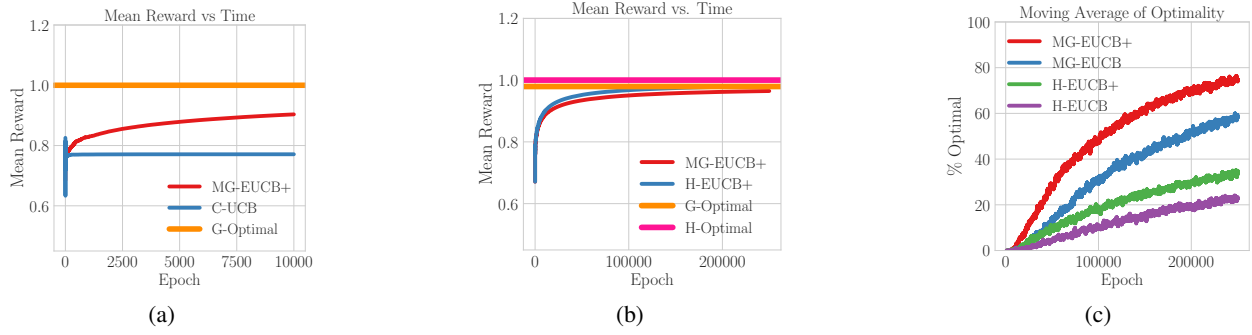 Mean Reward vs Time
1.2
1.0
0.8
0.6
Mean Reward
MG-EUCB+
C-UCB
G-Optimal
0
2500
5000
7500
10000
Epoch
(a)
Mean Reward vs. Time
1.2
1.0
0.8
0.6
Mean Reward
MG-EUCB+
H-EUCB+
G-Optimal
H-Optimal
0
100000
200000
Epoch
(b)
Moving Average of Optimality
100
80
60
40
20
0
% Optimal
MG-EUCB+
MG-EUCB
H-EUCB+
H-EUCB
0
100000
200000
Epoch
(c)